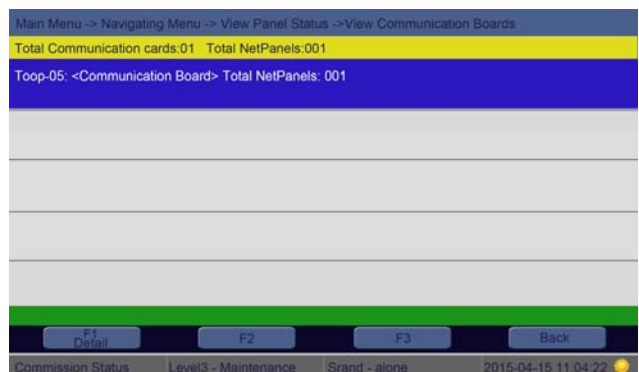 Main Menu -> Navigating Menu -> View Panel Status ->View Communication Boards
Total Communication cards:01 Total NetPanels:001
Toop-05: <Communication Board> Total NetPanels: 001
F1
Detail
F2
F3
Back
Commission Status Level3 - Maintenance Srand - alone 2015-04-15 11:04:22